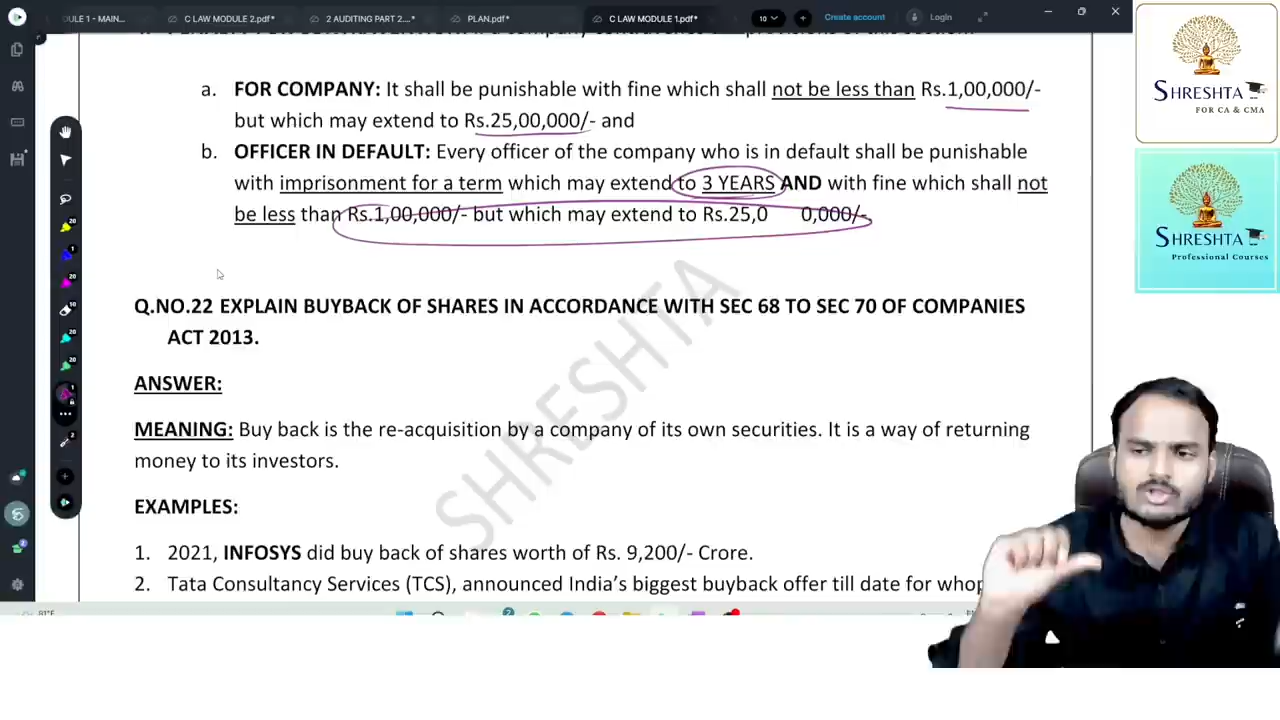 ULE 1 - MAIN...
C LAW MODULE 2.pdf*
2 AUDITING PART 2....*
PLAN.pdf*
C LAW MODULE 1.pdf*
10
Create account
Login
a. FOR COMPANY: It shall be punishable with fine which shall not be less than Rs.1,00,000/-
but which may extend to Rs.25,00,000/- and
b. OFFICER IN DEFAULT: Every officer of the company who is in default shall be punishable
with imprisonment for a term which may extend to 3 YEARS AND with fine which shall not
be less than Rs.1,00,000/- but which may extend to Rs.25,0 0,000/-
Q.NO.22 EXPLAIN BUYBACK OF SHARES IN ACCORDANCE WITH SEC 68 TO SEC 70 OF COMPANIES
ACT 2013.
ANSWER:
MEANING: Buy back is the re-acquisition by a company of its own securities. It is a way of returning
money to its investors.
EXAMPLES:
1. 2021, INFOSYS did buy back of shares worth of Rs. 9,200/- Crore.
2. Tata Consultancy Services (TCS), announced India's biggest buyback offer till date for whop
SHRESHTA
SHRESHTA
FOR CA & CMA
SHRESHTA
Professional Courses